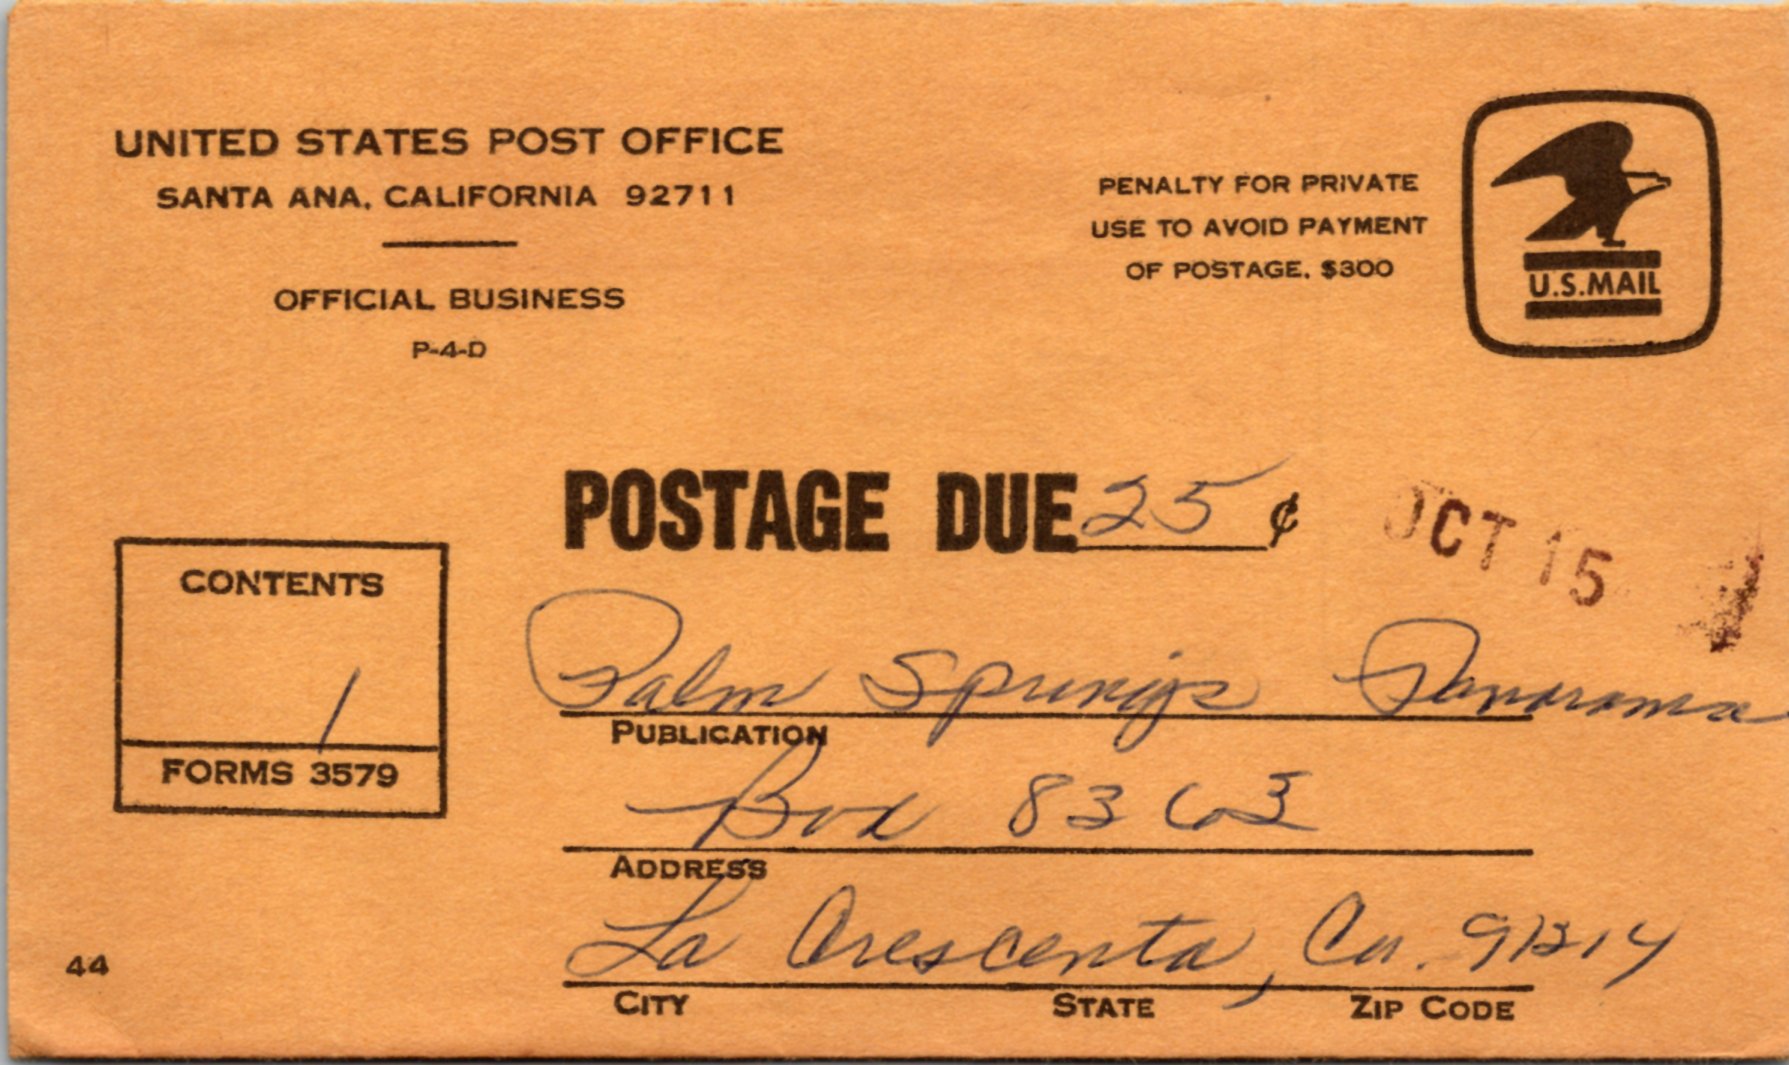 UNITED STATES POST OFFICE
SANTA ANA, CALIFORNIA 92711
OFFICIAL BUSINESS
P-4-D
PENALTY FOR PRIVATE
USE TO AVOID PAYMENT
OF POSTAGE, $300
U.S.MAIL
POSTAGE DUE 25 ¢
OCT 15
CONTENTS
1
FORMS 3579
Palm Springs Panorama
PUBLICATION
Box 8363
ADDRESS
La Crescenta, Ca. 91214
CITY STATE ZIP CODE
44